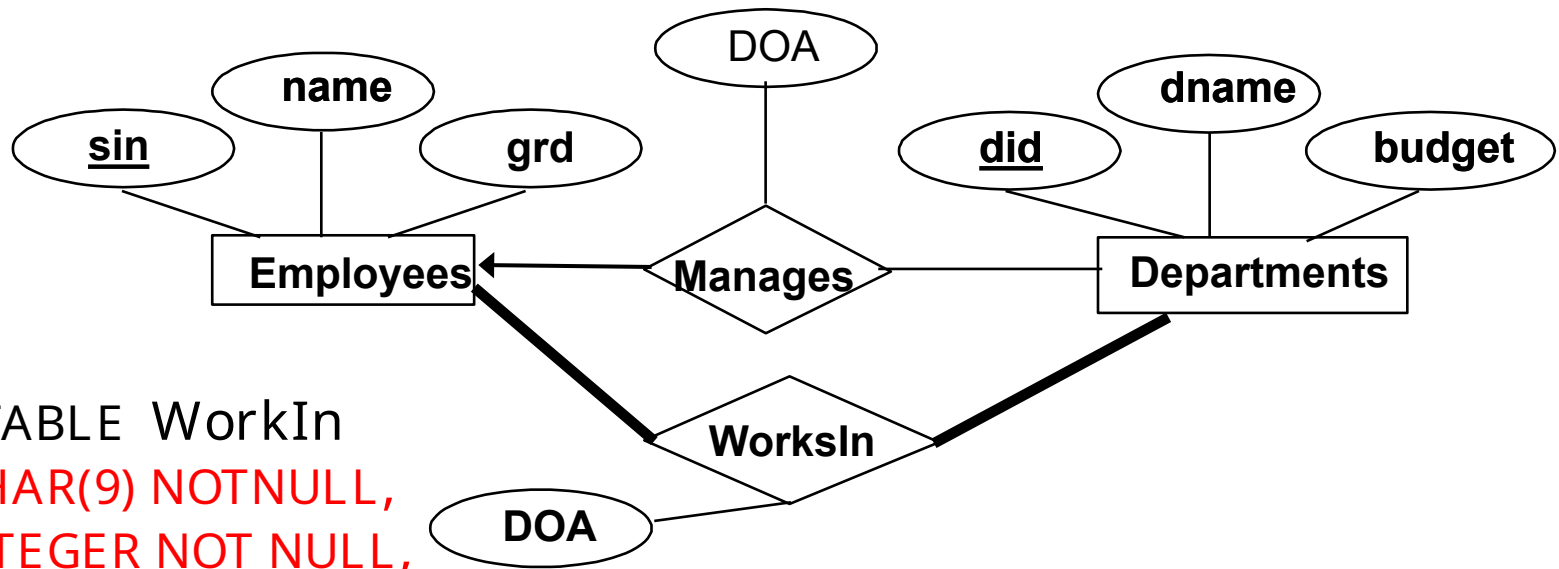 DOA
name
dname
sin
grd
did
budget
Employees
Manages
Departments
TABLE WorkIn
HAR(9) NOTNULL,
WorksIn
TEGER NOT NULL,
DOA